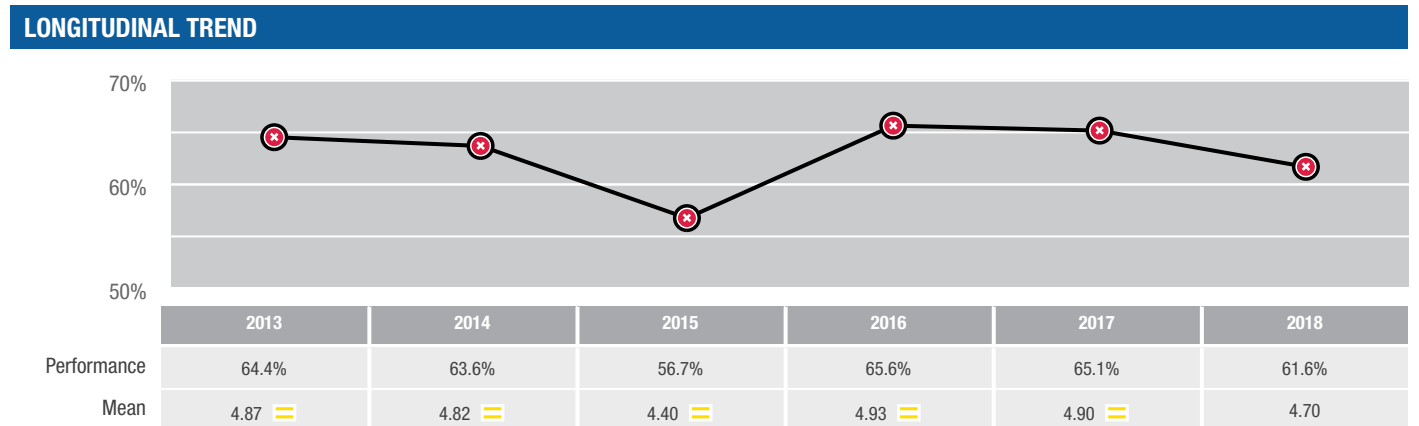 LONGITUDINAL TREND
70%
60%
50%
2013 2014 2015 2016 2017 2018
Performance 64.4% 63.6% 56.7% 65.6% 65.1% 61.6%
Mean 4.87 4.82 4.40 4.93 4.90 4.70